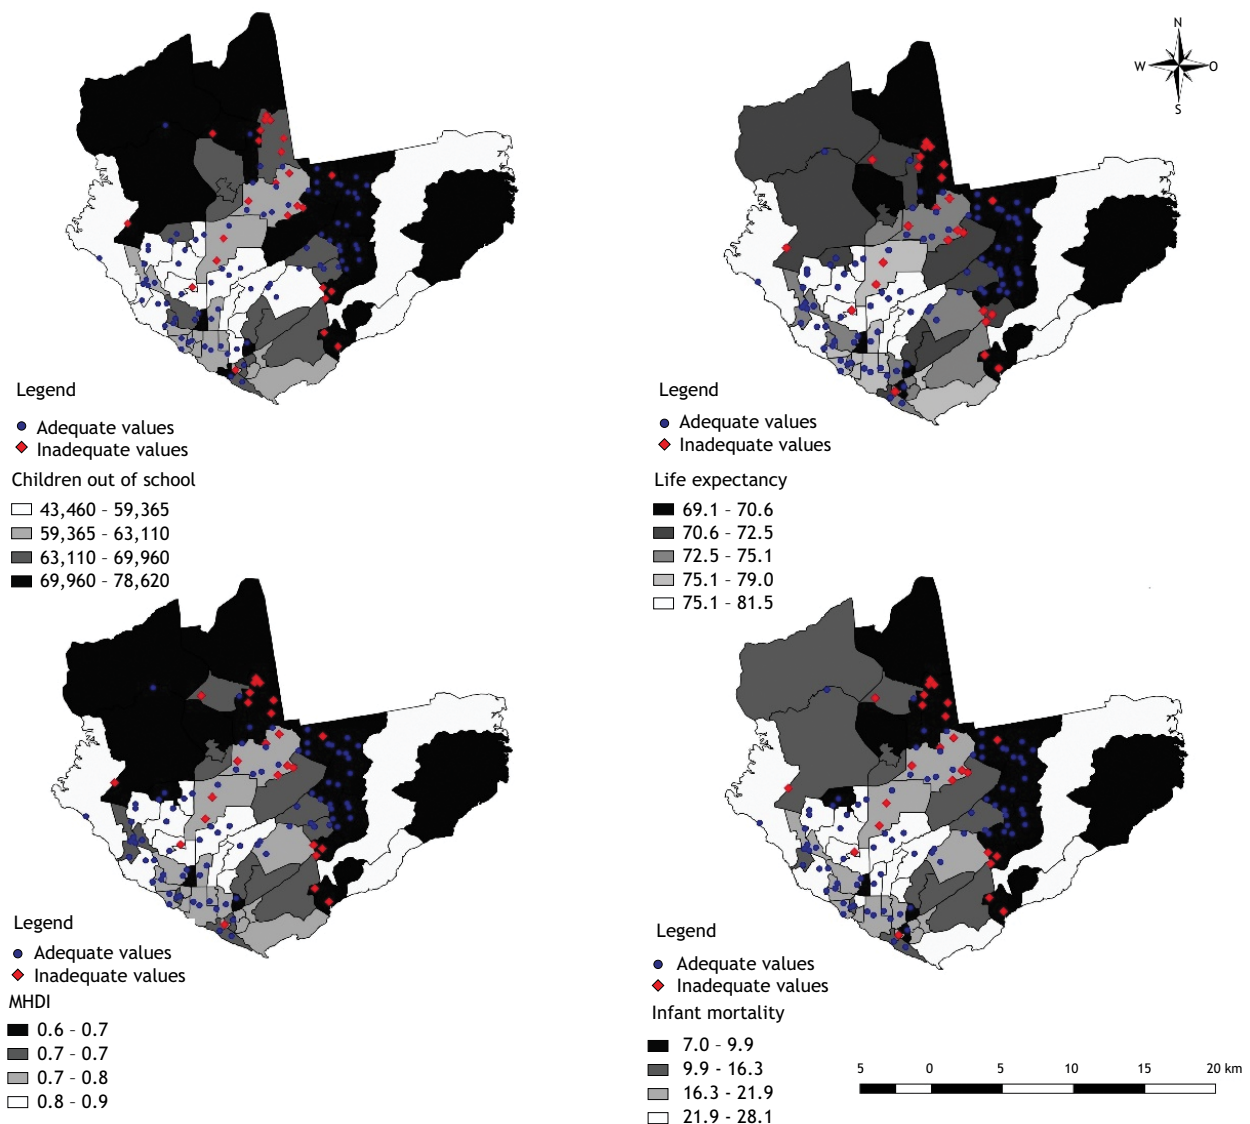 N
W O
S
Legend
Adequate values
Inadequate values
Children out of school
43,460 – 59,365
59,365 – 63,110
63,110 – 69,960
69,960 – 78,620
Legend
Adequate values
Inadequate values
Life expectancy
69.1 – 70.6
70.6 – 72.5
72.5 – 75.1
75.1 – 79.0
75.1 – 81.5
Legend
Adequate values
Inadequate values
MHDI
0.6 – 0.7
0.7 – 0.7
0.7 – 0.8
0.8 – 0.9
Legend
Adequate values
Inadequate values
Infant mortality
7.0 – 9.9
9.9 - 16.3
16.3 - 21.9
21.9 - 28.1
5 0 5 10 15 20 km